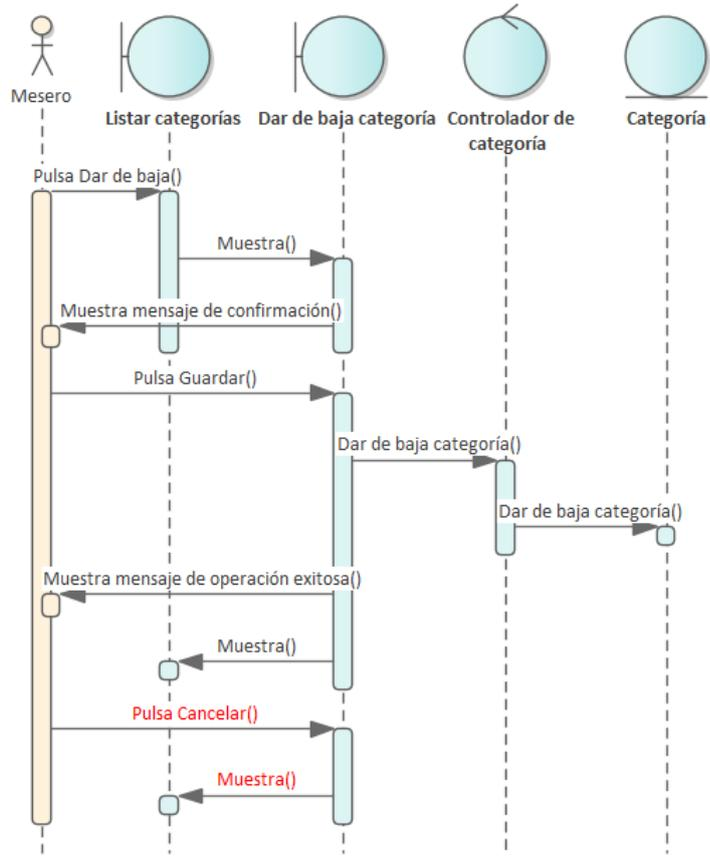 Mesero
Listar categorías
Dar de baja categoría
Controlador de
categoría
Categoría
Pulsa Dar de baja()
Muestra()
Muestra mensaje de confirmación()
Pulsa Guardar()
Dar de baja categoría()
Dar de baja categoría()
Muestra mensaje de operación exitosa()
Muestra()
Pulsa Cancelar()
Muestra()